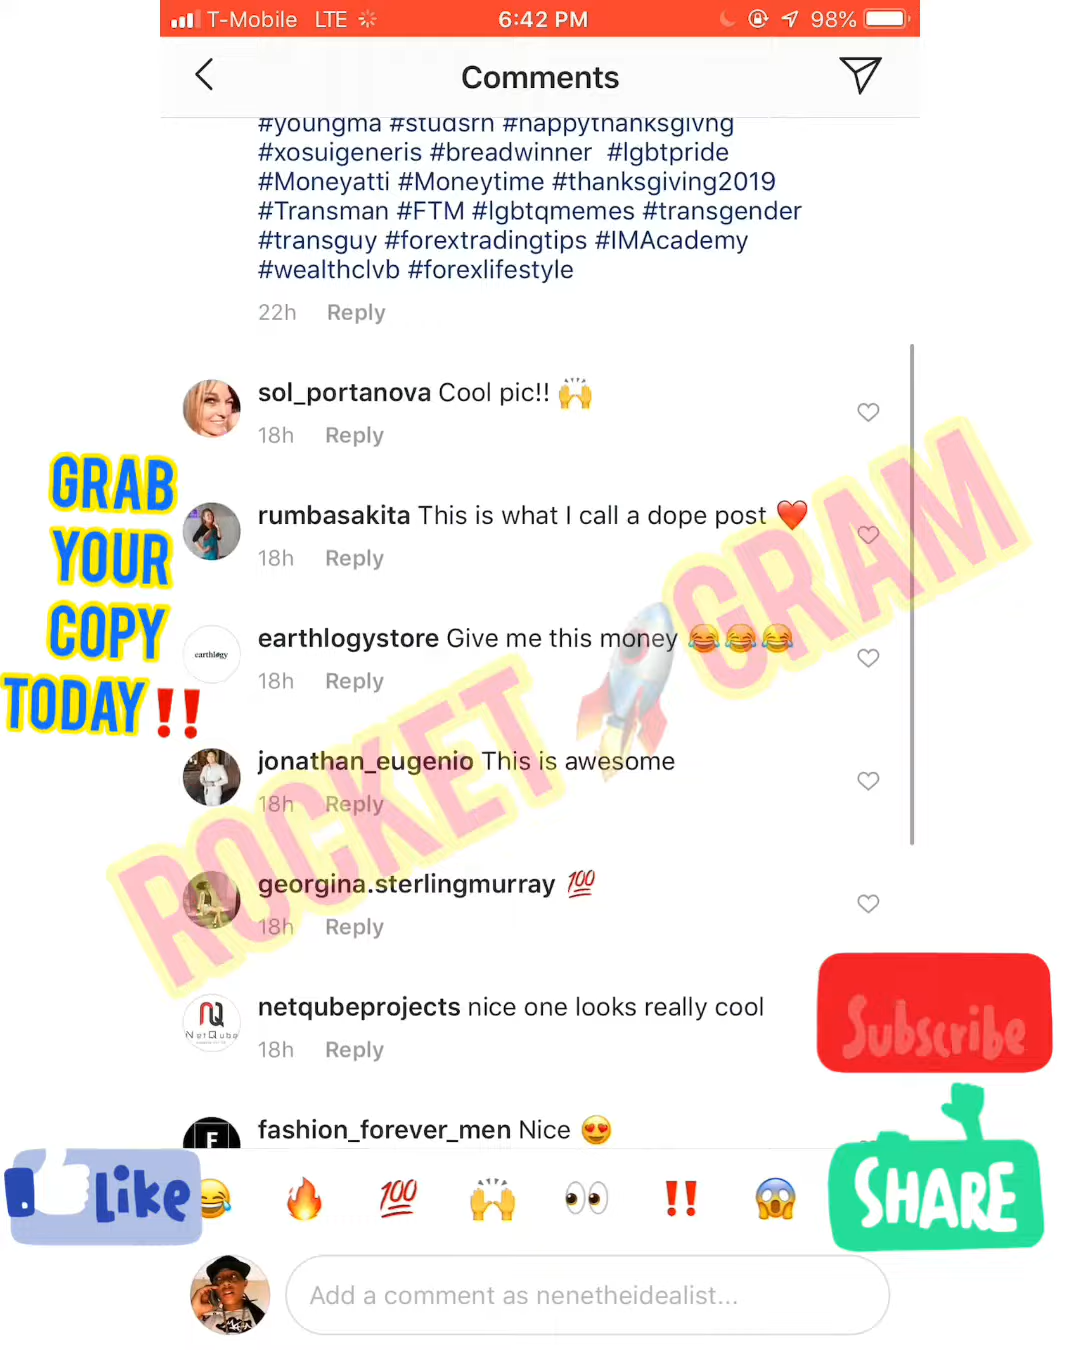 T-Mobile LTE 6:42 PM 98%
Comments
#youngma #studsrn #happythanksgivng
#xosuigeneris #breadwinner #lgbtpride
#Moneyatti #Moneytime #thanksgiving2019
#Transman #FTM #lgbtqmemes #transgender
#transguy #forextradingtips #IMAcademy
#wealthclvb #forexlifestyle
22h Reply
sol_portanova Cool pic!! 🙌
18h Reply
rumbasakita This is what I call a dope post ❤️
18h Reply
earthlogystore Give me this money 😂😂😂
18h Reply
jonathan_eugenio This is awesome
18h Reply
georgina.sterlingmurray 💯
18h Reply
netqubeprojects nice one looks really cool
18h Reply
fashion_forever_men Nice 😍
GRAB
YOUR
COPY
TODAY‼️
ROCKET 🚀 GRAM
earthlogy
NQ
NetQube
F
Subscribe
Like
😂 🔥 💯 🙌 👀 ‼️ 😱
SHARE
Add a comment as nenetheidealist...